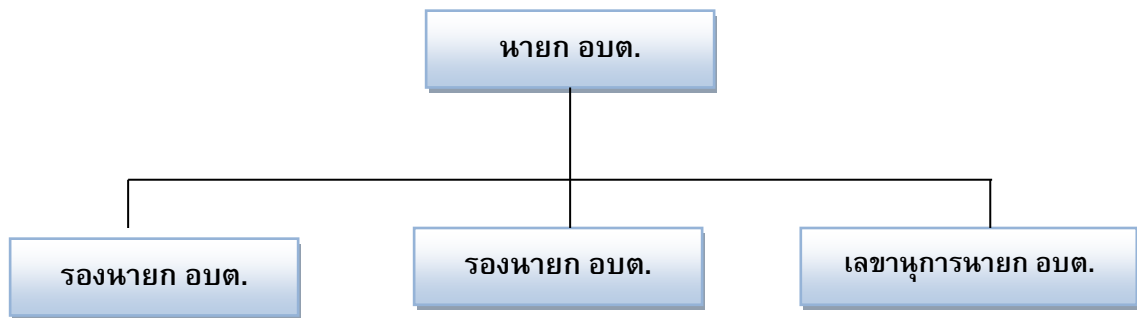 นายก อบต.
รองนายก อบต.
รองนายก อบต.
เลขานุการนายก อบต.